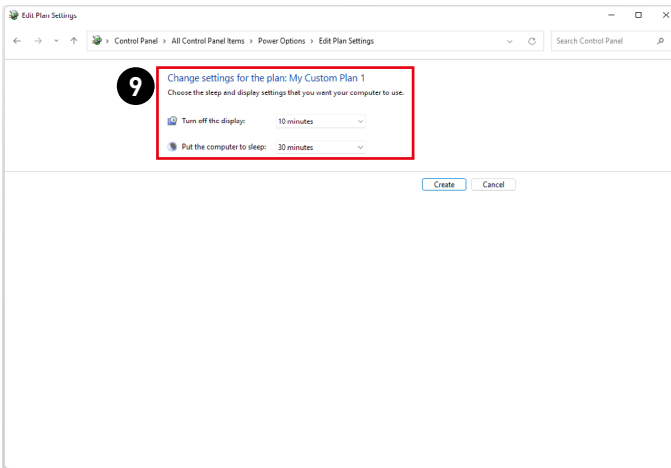 Edit Plan Settings
Control Panel > All Control Panel Items > Power Options > Edit Plan Settings
Search Control Panel
9
Change settings for the plan: My Custom Plan 1
Choose the sleep and display settings that you want your computer to use.
Turn off the display: 10 minutes
Put the computer to sleep: 30 minutes
Create Cancel